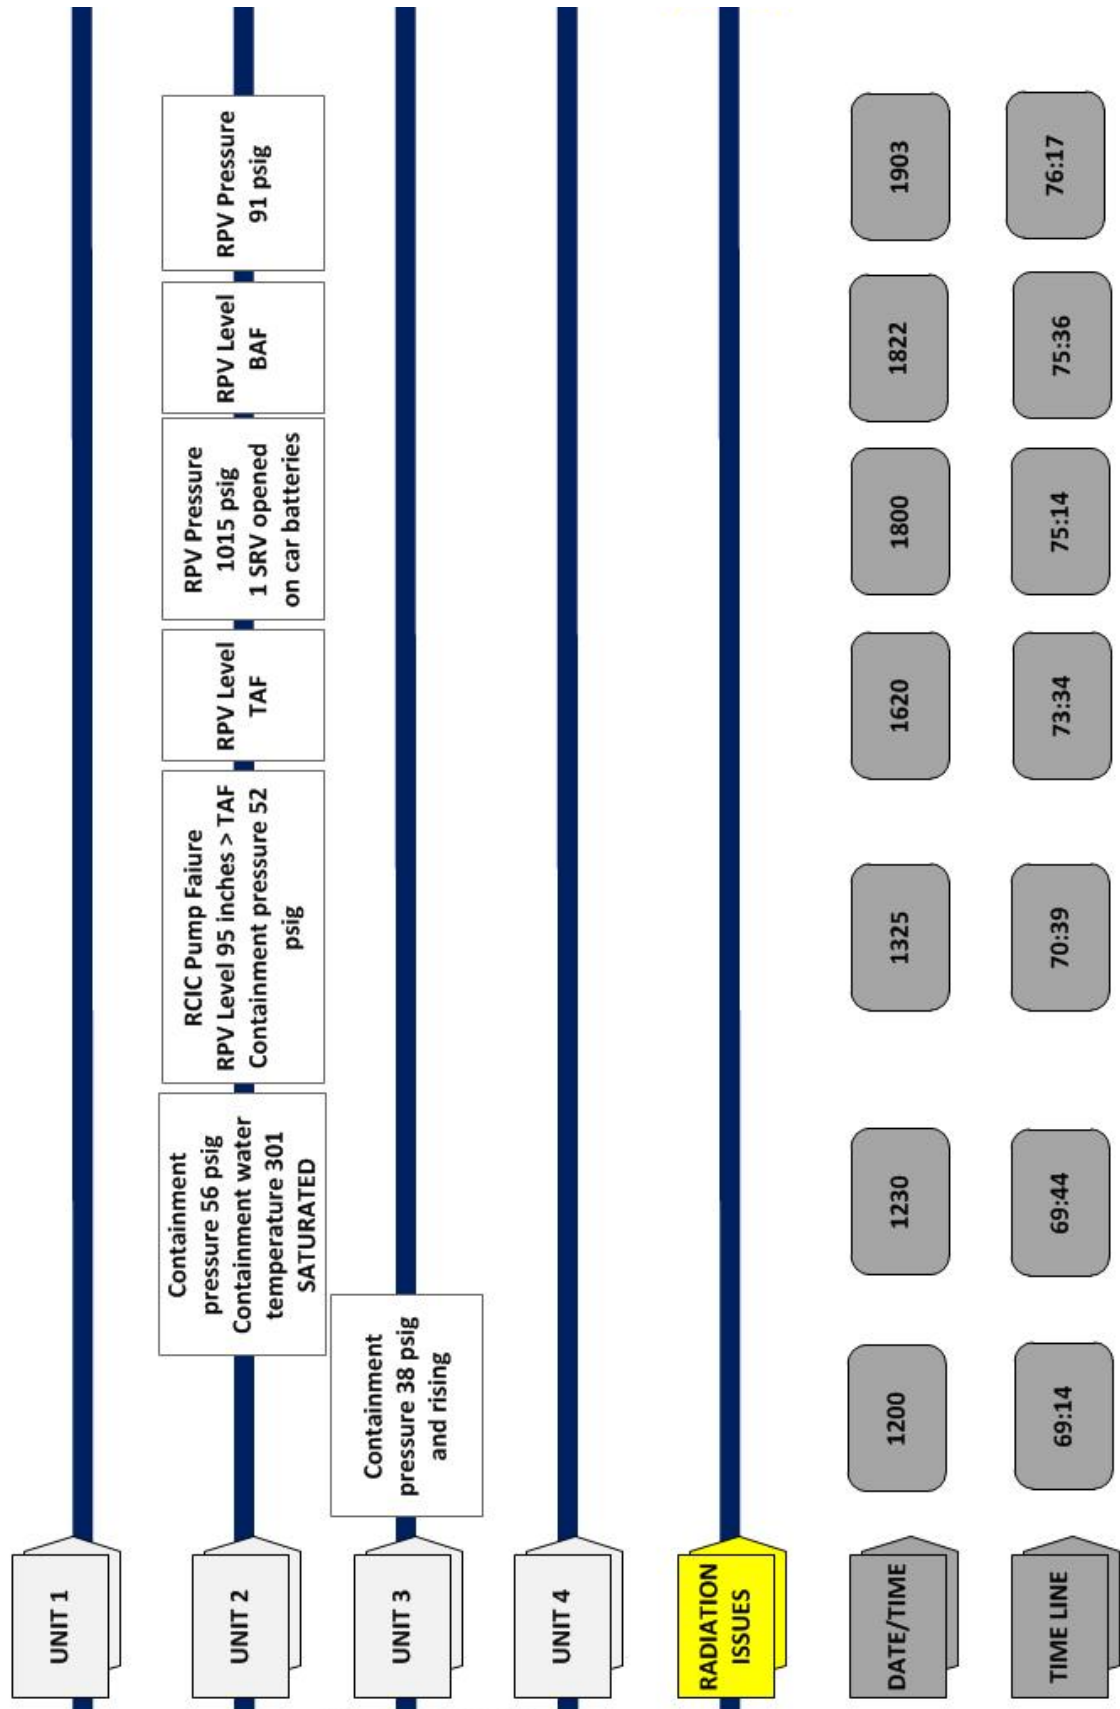 UNIT 1
UNIT 2
Containment
pressure 56 psig
Containment water
temperature 301
SATURATED
RCIC Pump Faiure
RPV Level 95 inches > TAF
Containment pressure 52
psig
RPV Level
TAF
RPV Pressure
1015 psig
1 SRV opened
on car batteries
RPV Level
BAF
RPV Pressure
91 psig
UNIT 3
Containment
pressure 38 psig
and rising
UNIT 4
RADIATION
ISSUES
DATE/TIME
1200
1230
1325
1620
1800
1822
1903
TIME LINE
69:14
69:44
70:39
73:34
75:14
75:36
76:17